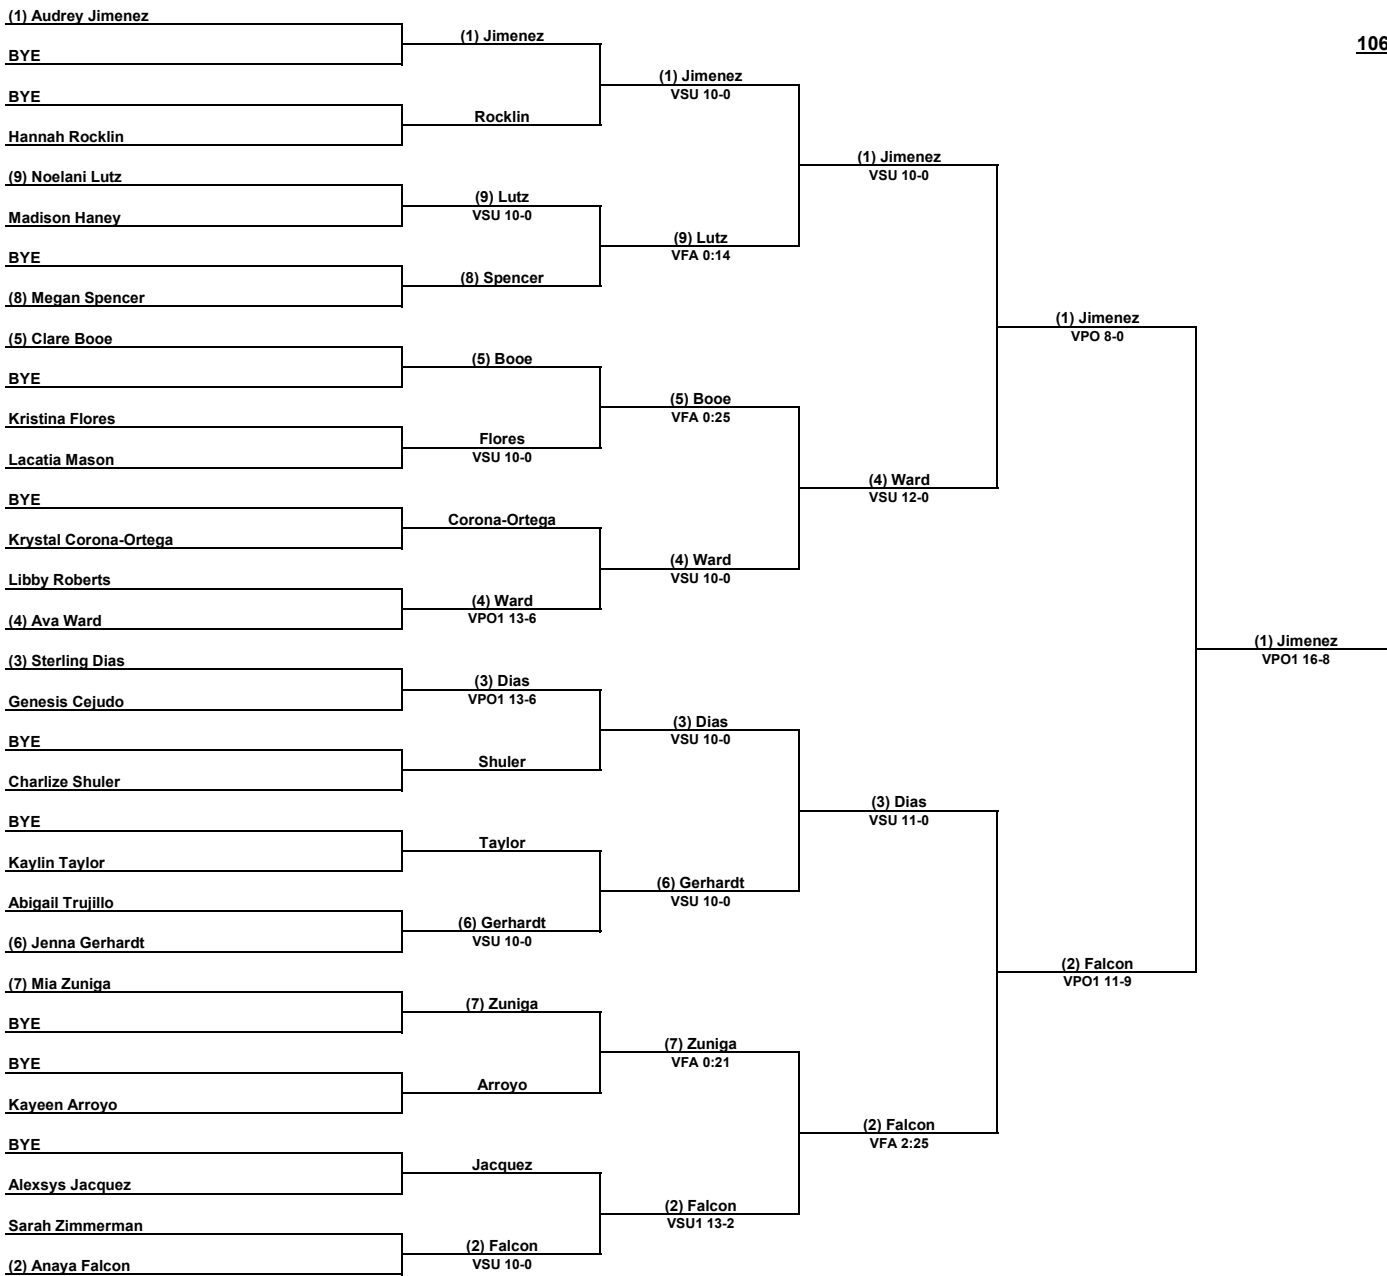 106
(1) Audrey Jimenez
BYE
BYE
Hannah Rocklin
(9) Noelani Lutz
Madison Haney
BYE
(8) Megan Spencer
(5) Clare Booe
BYE
Kristina Flores
Lacatia Mason
BYE
Krystal Corona-Ortega
Libby Roberts
(4) Ava Ward
(3) Sterling Dias
Genesis Cejudo
BYE
Charlize Shuler
BYE
Kaylin Taylor
Abigail Trujillo
(6) Jenna Gerhardt
(7) Mia Zuniga
BYE
BYE
Kayeen Arroyo
BYE
Alexsys Jacquez
Sarah Zimmerman
(2) Anaya Falcon
(1) Jimenez
Rocklin
(9) Lutz
VSU 10-0
(8) Spencer
(5) Booe
Flores
VSU 10-0
Corona-Ortega
(4) Ward
VPO1 13-6
(3) Dias
VPO1 13-6
Shuler
Taylor
(6) Gerhardt
VSU 10-0
(7) Zuniga
Arroyo
Jacquez
(2) Falcon
VSU 10-0
(1) Jimenez
VSU 10-0
(9) Lutz
VFA 0:14
(5) Booe
VFA 0:25
(4) Ward
VSU 10-0
(3) Dias
VSU 10-0
(6) Gerhardt
VSU 10-0
(7) Zuniga
VFA 0:21
(2) Falcon
VSU1 13-2
(1) Jimenez
VSU 10-0
(4) Ward
VSU 12-0
(3) Dias
VSU 11-0
(2) Falcon
VFA 2:25
(1) Jimenez
VPO 8-0
(2) Falcon
VPO1 11-9
(1) Jimenez
VPO1 16-8